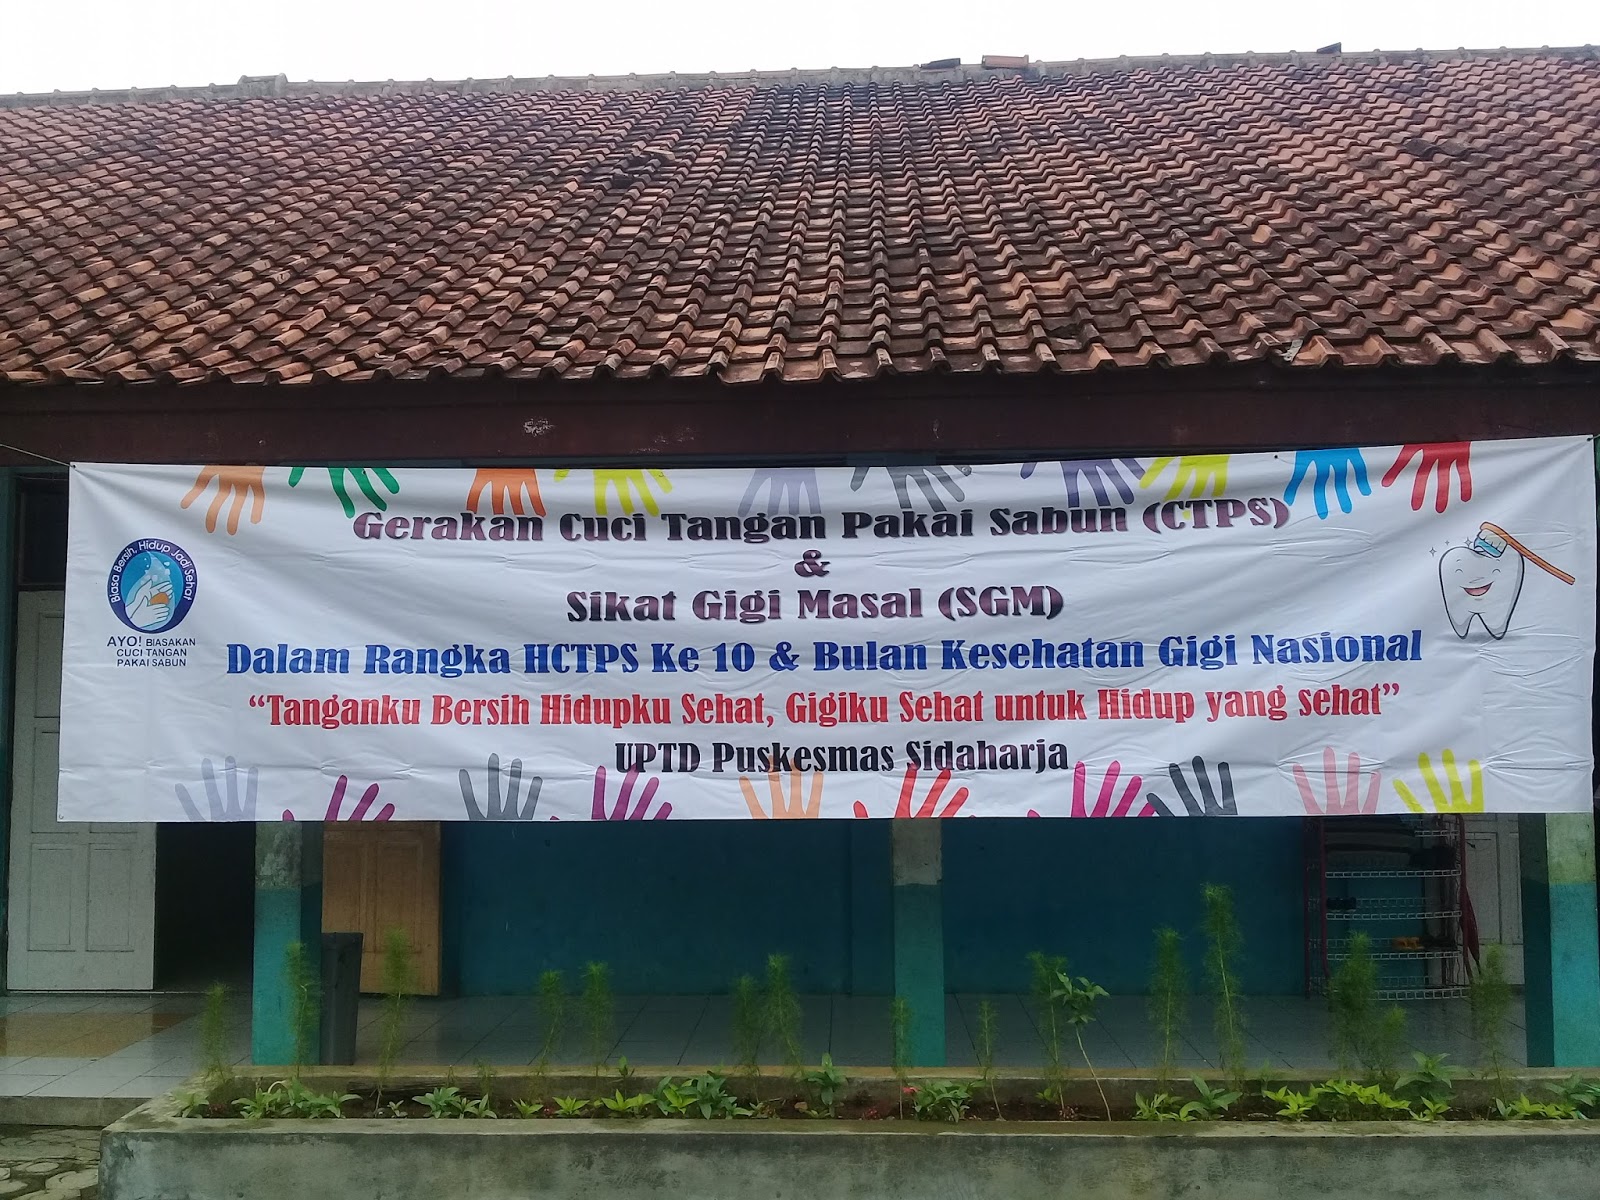 Gerakan Cuci Tangan Pakai Sabun (CTPS)
&
Sikat Gigi Masal (SGM)
Dalam Rangka HCTPS Ke 10 & Bulan Kesehatan Gigi Nasional
“Tanganku Bersih Hidupku Sehat, Gigiku Sehat untuk Hidup yang sehat”
UPTD Puskesmas Sidaharja
Biasa Bersih, Hidup Jadi Sehat
AYO! BIASAKAN
CUCI TANGAN
PAKAI SABUN